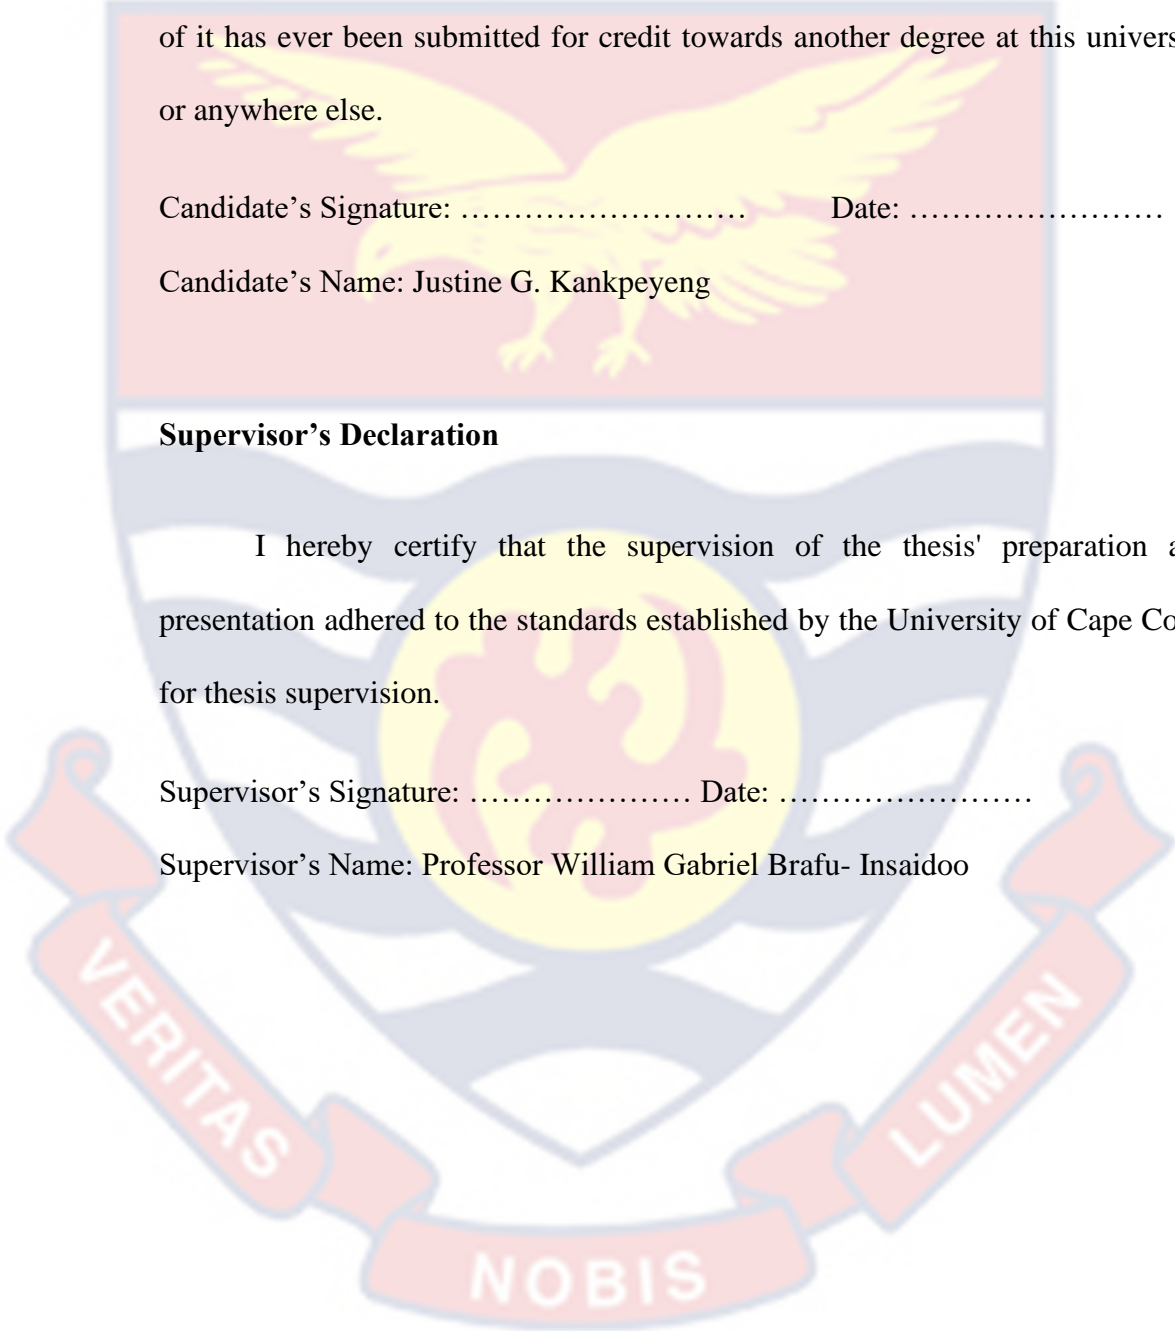 of it has ever been submitted for credit towards another degree at this
or anywhere else.
Candidate’s Signature: ……………………… Date: ……………………
Candidate’s Name: Justine G. Kankpeyeng
Supervisor’s Declaration
I hereby certify that the supervision of the thesis' preparation
presentation adhered to the standards established by the University of Cape
for thesis supervision.
Supervisor’s Signature: ………………… Date: ……………………
Supervisor’s Name: Professor William Gabriel Brafu- Insaidoo
VERITAS
NOBIS
LUMEN